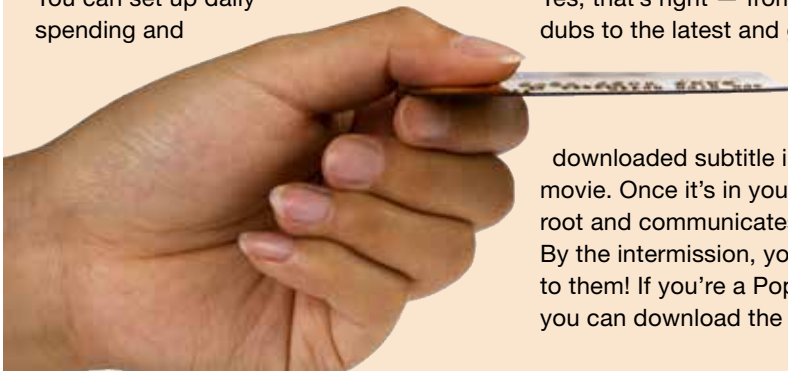 You can set up daily
spending and
Yes, that's right — from
dubs to the latest and
downloaded subtitle i
movie. Once it's in you
root and communicate
By the intermission, yo
to them! If you're a Pop
you can download the